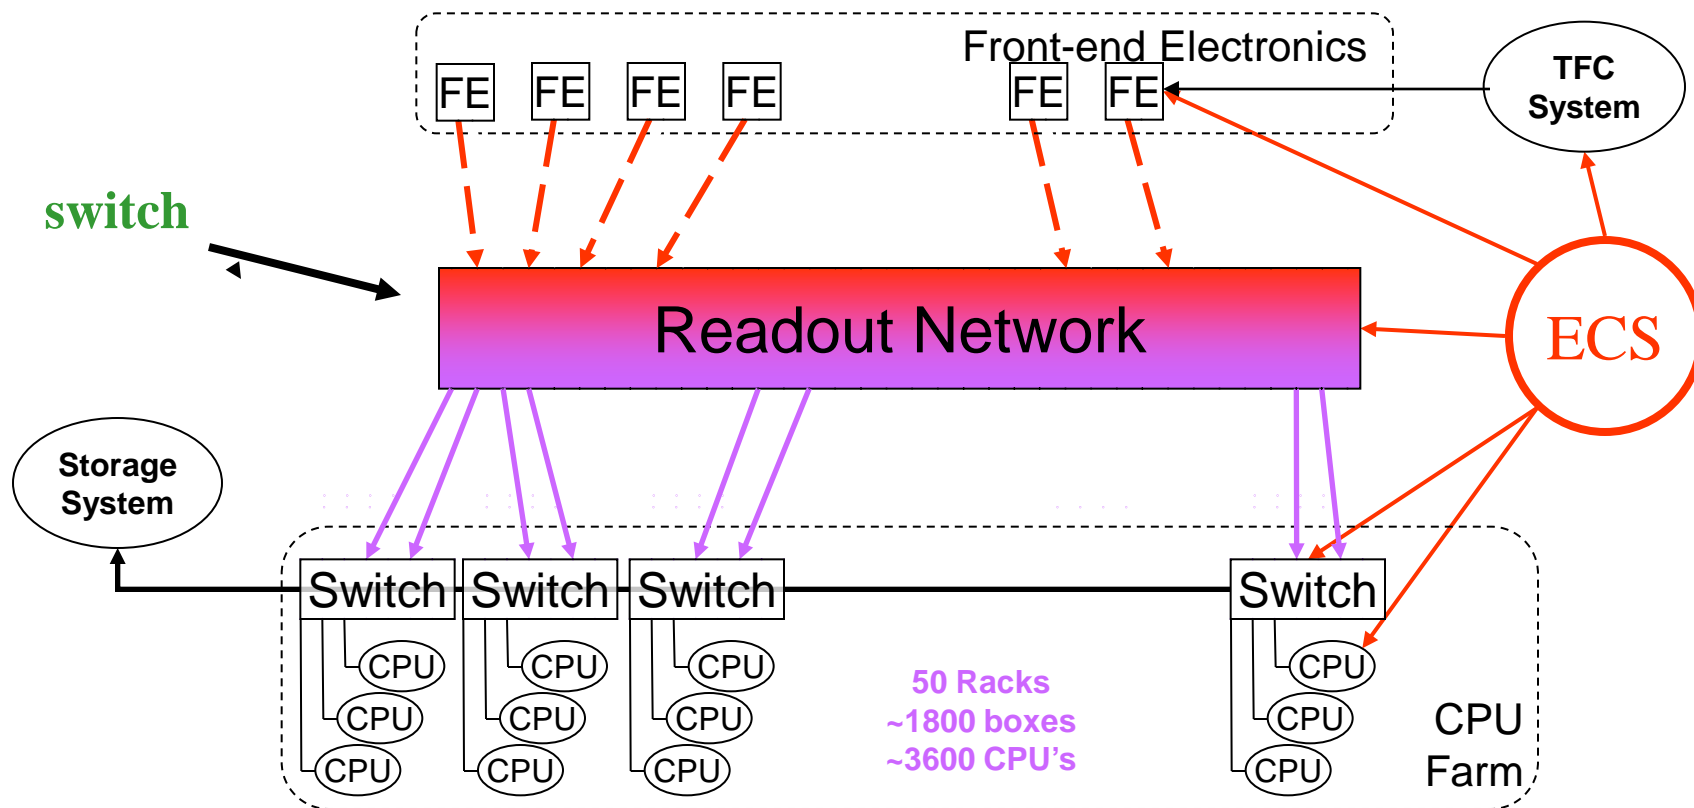 Front-end Electronics
FE FE FE FE FE FE
TFC
System
switch
Readout Network
ECS
Storage
System
Switch Switch Switch Switch
CPU CPU CPU CPU
CPU CPU CPU CPU
CPU CPU CPU CPU
50 Racks
~1800 boxes
~3600 CPU’s
CPU
Farm